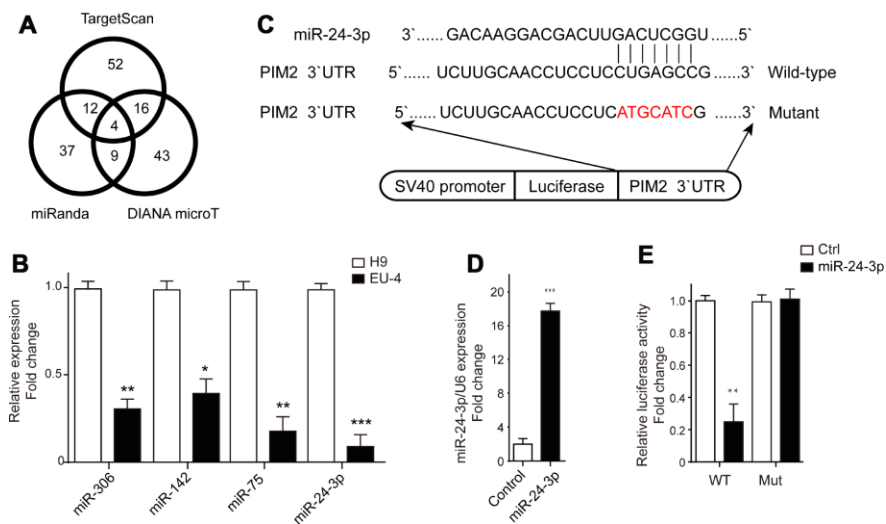 A
TargetScan
52
12
16
4
37
9
43
miRanda
DIANA microT
C
miR-24-3p 3`...... GACAAGGACGACUUGACUCGGU......5`
PIM2 3`UTR 5`...... UCUUGCAACCUCCUCCUGAGCCG ......3` Wild-type
PIM2 3`UTR 5`...... UCUUGCAACCUCCUCATGCATCG ......3` Mutant
SV40 promoter Luciferase PIM2 3`UTR
B
H9
EU-4
Relative expression
Fold change
1.0
0.5
0
**
*
**
***
miR-306
miR-142
miR-75
miR-24-3p
D
miR-24-3p/U6 expression
Fold change
20
16
12
8
4
0
***
Control
miR-24-3p
E
Ctrl
miR-24-3p
Relative luciferase activity
Fold change
1.0
0.8
0.6
0.4
0.2
0
**
WT
Mut